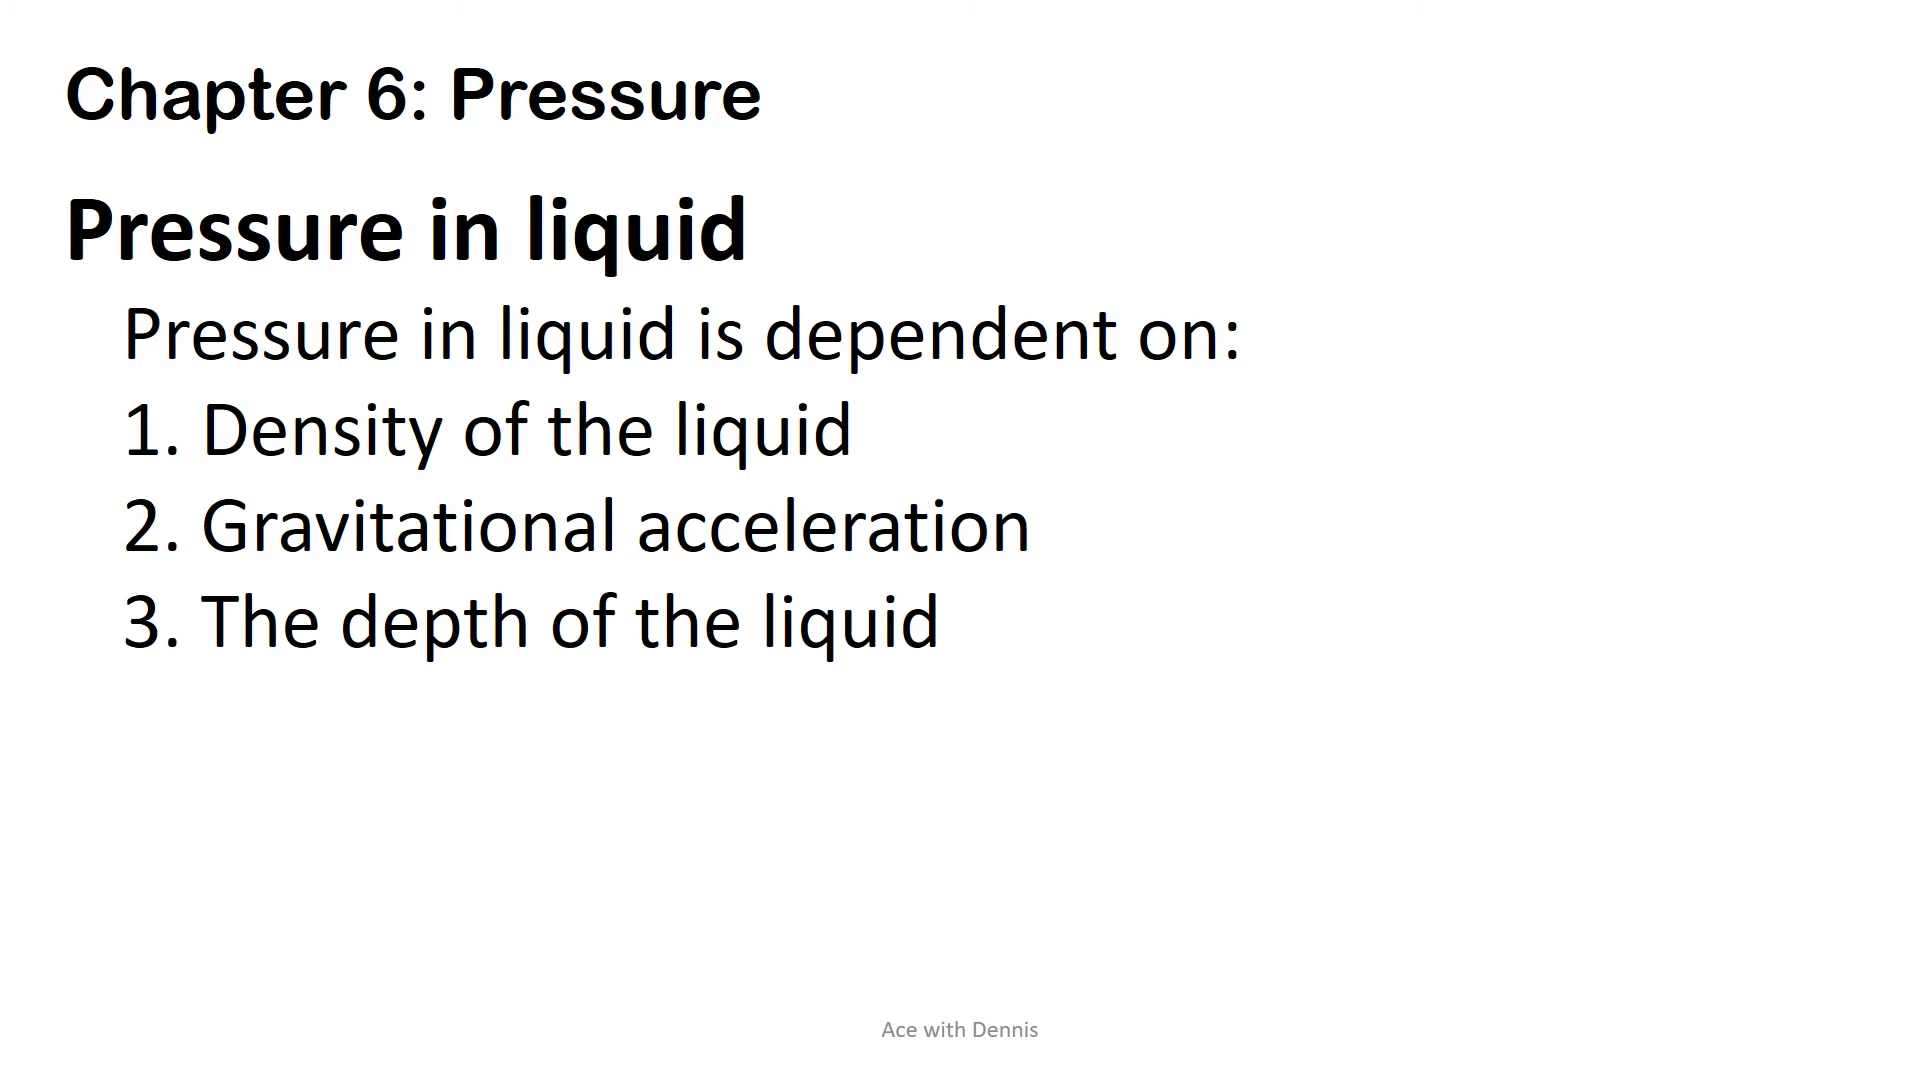 Chapter 6: Pressure
Pressure in liquid
Pressure in liquid is dependent on:
1. Density of the liquid
2. Gravitational acceleration
3. The depth of the liquid
Ace with Dennis